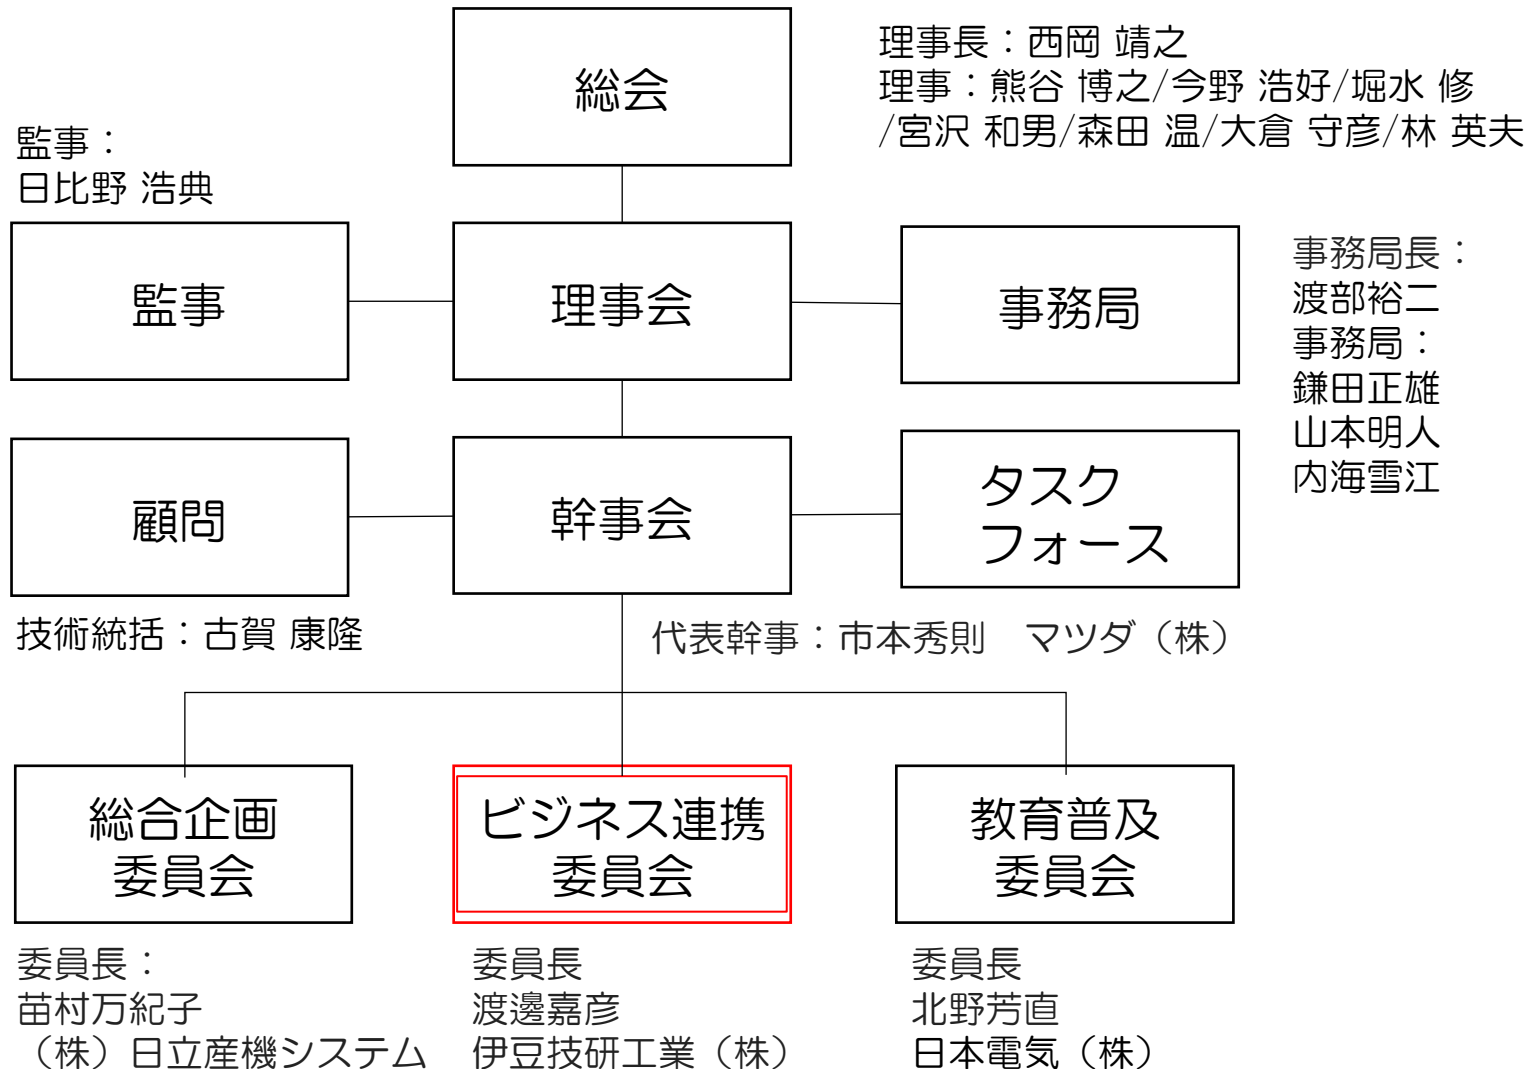 総会
理事長：西岡 靖之
理事：熊谷 博之/今野 浩好/堀水 修
/宮沢 和男/森田 温/大倉 守彦/林 英夫
監事：
日比野 浩典
監事
理事会
事務局
事務局長：
渡部裕二
事務局：
鎌田正雄
山本明人
内海雪江
顧問
幹事会
タスク
フォース
技術統括：古賀 康隆
代表幹事：市本秀則　マツダ（株）
総合企画
委員会
ビジネス連携
委員会
教育普及
委員会
委員長：
苗村万紀子
（株）日立産機システム
委員長
渡邊嘉彦
伊豆技研工業（株）
委員長
北野芳直
日本電気（株）